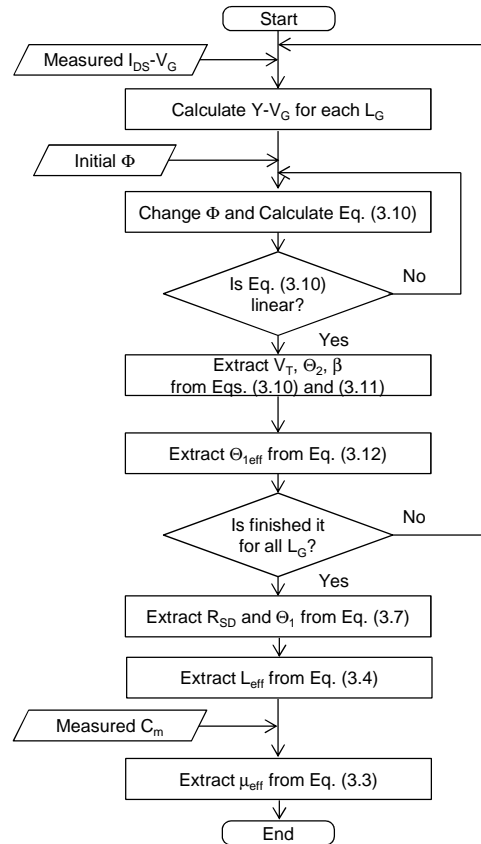 Start
Measured I_DS-V_G
Calculate Y-V_G for each L_G
Initial Φ
Change Φ and Calculate Eq. (3.10)
Is Eq. (3.10)
linear?
No
Yes
Extract V_T, Θ_2, β
from Eqs. (3.10) and (3.11)
Extract Θ_1eff from Eq. (3.12)
Is finished it
for all L_G?
No
Yes
Extract R_SD and Θ_1 from Eq. (3.7)
Extract L_eff from Eq. (3.4)
Measured C_m
Extract μ_eff from Eq. (3.3)
End